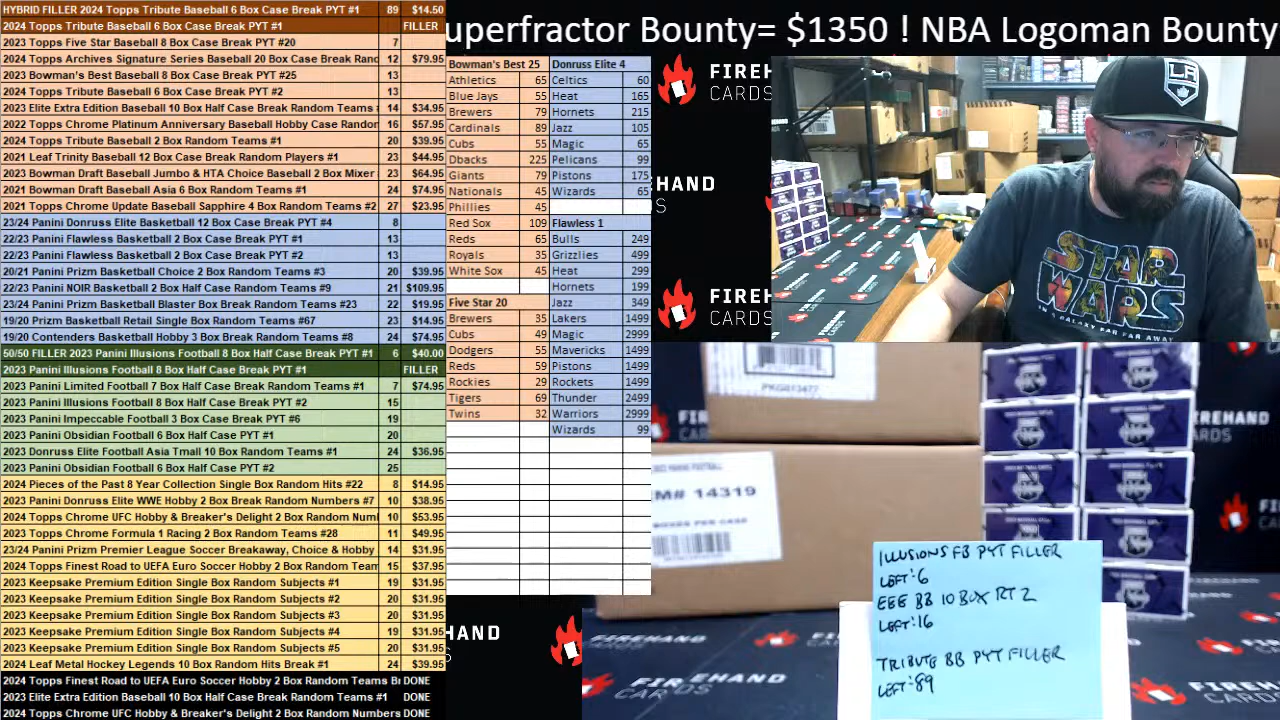 HYBRID FILLER 2024 Topps Tribute Baseball 6 Box Case Break PYT #1 89 $14.50
2024 Topps Tribute Baseball 6 Box Case Break PYT #1 FILLER
2023 Topps Five Star Baseball 8 Box Case Break PYT #20 7
2024 Topps Archives Signature Series Baseball 20 Box Case Break Ranc 12 $79.95
2023 Bowman's Best Baseball 8 Box Case Break PYT #25 13
2024 Topps Tribute Baseball 6 Box Case Break PYT #2 13
2023 Elite Extra Edition Baseball 10 Box Half Case Break Random Teams 14 $34.95
2022 Topps Chrome Platinum Anniversary Baseball Hobby Case Randor 16 $57.95
2024 Topps Tribute Baseball 2 Box Random Teams #1 20 $39.95
2021 Leaf Trinity Baseball 12 Box Case Break Random Players #1 23 $44.95
2023 Bowman Draft Baseball Jumbo & HTA Choice Baseball 2 Box Mixer 23 $64.95
2021 Bowman Draft Baseball Asia 6 Box Random Teams #1 24 $74.95
2021 Topps Chrome Update Baseball Sapphire 4 Box Random Teams #2 27 $23.95
23/24 Panini Donruss Elite Basketball 12 Box Case Break PYT #4 8
22/23 Panini Flawless Basketball 2 Box Case Break PYT #1 13
22/23 Panini Flawless Basketball 2 Box Case Break PYT #2 13
20/21 Panini Prizm Basketball Choice 2 Box Random Teams #3 20 $39.95
22/23 Panini NOIR Basketball 2 Box Half Case Random Teams #9 21 $109.95
23/24 Panini Prizm Basketball Blaster Box Break Random Teams #23 22 $19.95
19/20 Prizm Basketball Retail Single Box Random Teams #67 23 $14.95
19/20 Contenders Basketball Hobby 3 Box Break Random Teams #8 24 $74.95
50/50 FILLER 2023 Panini Illusions Football 8 Box Half Case Break PYT #1 6 $40.00
2023 Panini Illusions Football 8 Box Half Case Break PYT #1 FILLER
2023 Panini Limited Football 7 Box Half Case Break Random Teams #1 7 $74.95
2023 Panini Illusions Football 8 Box Half Case Break PYT #2 15
2023 Panini Impeccable Football 3 Box Case Break PYT #6 19
2023 Panini Obsidian Football 6 Box Half Case PYT #1 20
2023 Donruss Elite Football Asia Tmall 10 Box Random Teams #1 24 $36.95
2023 Panini Obsidian Football 6 Box Half Case PYT #2 25
2024 Pieces of the Past 8 Year Collection Single Box Random Hits #22 8 $14.95
2023 Panini Donruss Elite WWE Hobby 2 Box Break Random Numbers #7 10 $38.95
2024 Topps Chrome UFC Hobby & Breaker's Delight 2 Box Random Numl 10 $53.95
2023 Topps Chrome Formula 1 Racing 2 Box Random Teams #28 11 $49.95
23/24 Panini Prizm Premier League Soccer Breakaway, Choice & Hobby 14 $31.95
2024 Topps Finest Road to UEFA Euro Soccer Hobby 2 Box Random Team 15 $37.95
2023 Keepsake Premium Edition Single Box Random Subjects #1 19 $31.95
2023 Keepsake Premium Edition Single Box Random Subjects #2 20 $31.95
2023 Keepsake Premium Edition Single Box Random Subjects #3 20 $31.95
2023 Keepsake Premium Edition Single Box Random Subjects #4 19 $31.95
2023 Keepsake Premium Edition Single Box Random Subjects #5 20 $31.95
2024 Leaf Metal Hockey Legends 10 Box Random Hits Break #1 24 $39.95
2024 Topps Finest Road to UEFA Euro Soccer Hobby 2 Box Random Teams Br DONE
2023 Elite Extra Edition Baseball 10 Box Half Case Break Random Teams #1 DONE
2024 Topps Chrome UFC Hobby & Breaker's Delight 2 Box Random Numbers DONE
uperfractor Bounty= $1350 ! NBA Logoman Bounty
Bowman's Best 25
Athletics 65
Blue Jays 55
Brewers 79
Cardinals 89
Cubs 55
Dbacks 225
Giants 79
Nationals 45
Phillies 45
Red Sox 109
Reds 65
Royals 35
White Sox 45
Five Star 20
Brewers 35
Cubs 49
Dodgers 55
Reds 59
Rockies 29
Tigers 69
Twins 32
Donruss Elite 4
Celtics 60
Heat 165
Hornets 215
Jazz 105
Magic 65
Pelicans 99
Pistons 175
Wizards 65
Flawless 1
Bulls 249
Grizzlies 499
Heat 299
Hornets 199
Jazz 349
Lakers 1499
Magic 2999
Mavericks 1499
Pistons 1499
Rockets 1499
Thunder 2499
Warriors 2999
Wizards 99
FIREH
CARDS
HAND
S
FIREH
CARDS
LA
STAR
WARS
IN A GALAXY FAR FAR AWAY
M# 14319
FIREHAND
CARDS
ILLUSIONS FB PYT FILLER
LEFT: 6
EEE BB 10 BOX RT 2
LEFT: 16
TRIBUTE BB PYT FILLER
LEFT: 89
HAND
FIREHAND
CARDS
FIREHAND
CARDS